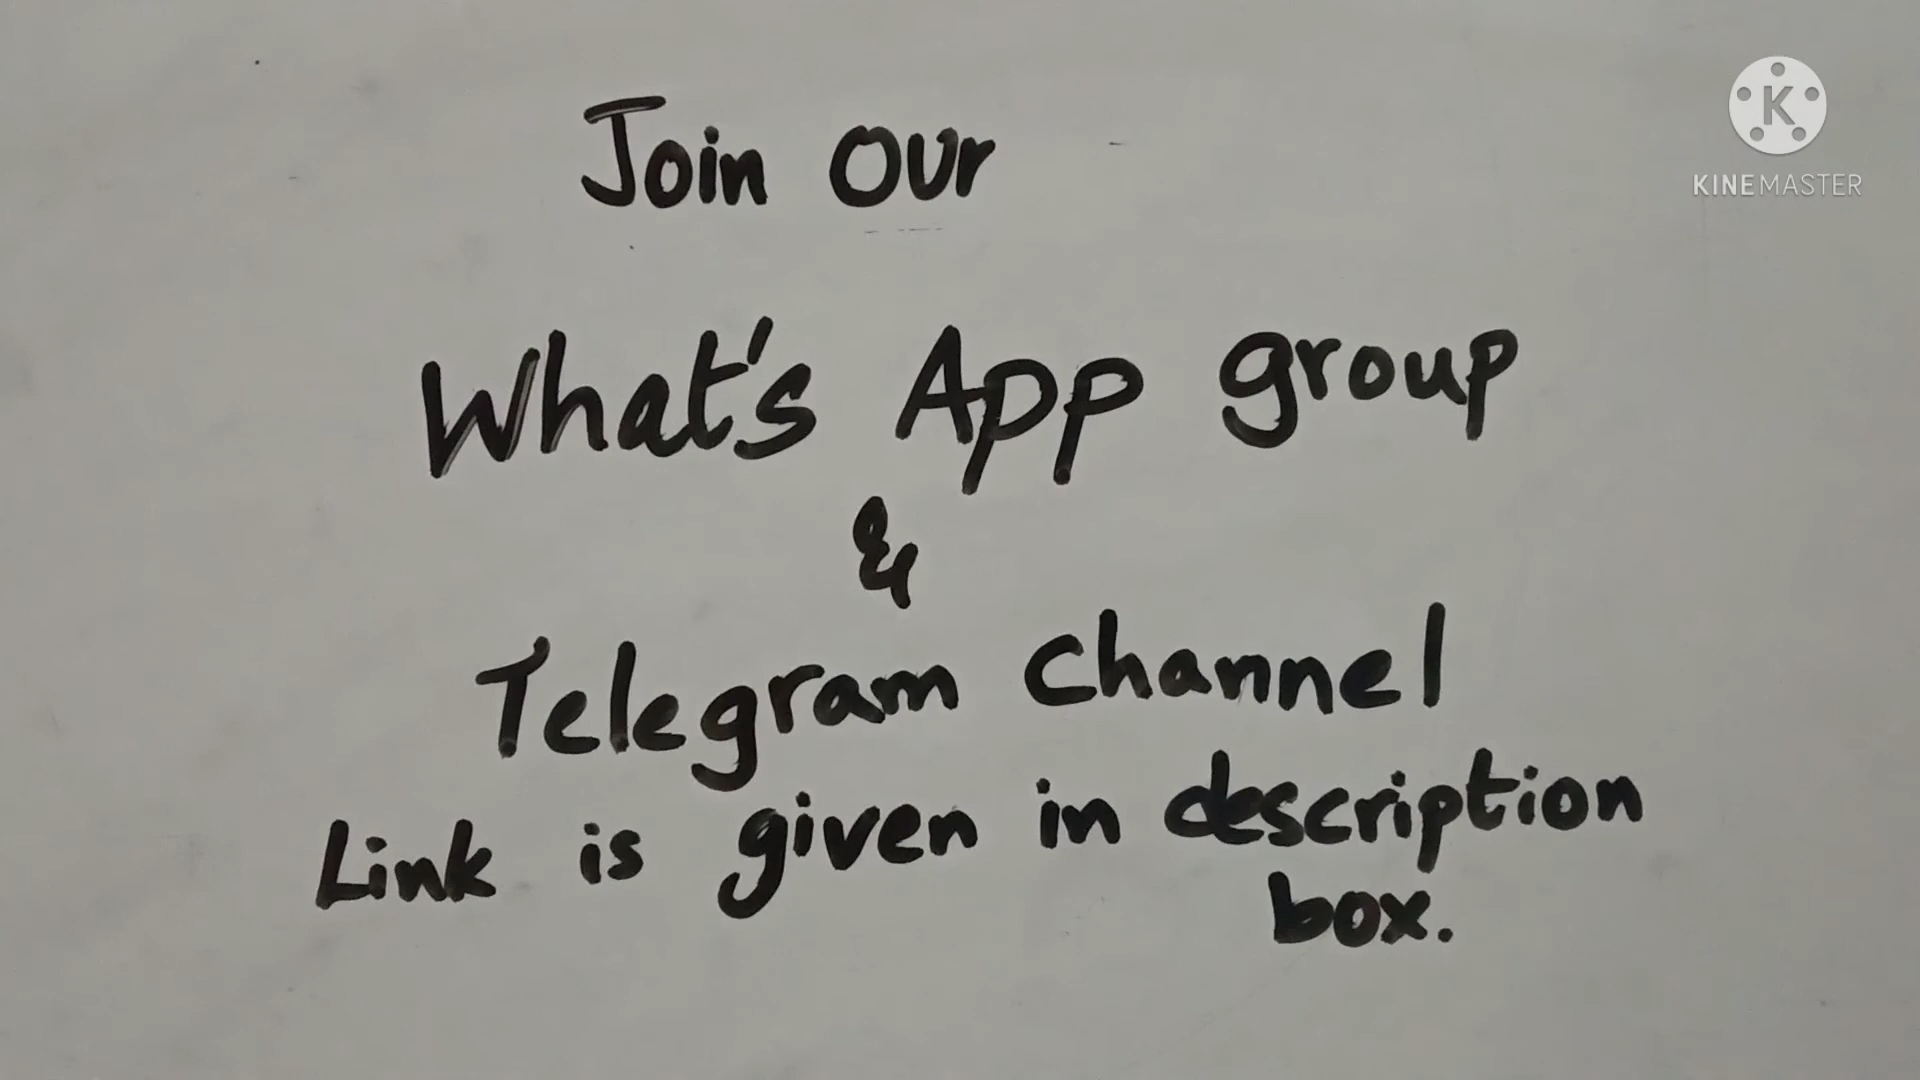 Join our
K
KINEMASTER
What's App group
&
Telegram channel
Link is given in description
box.